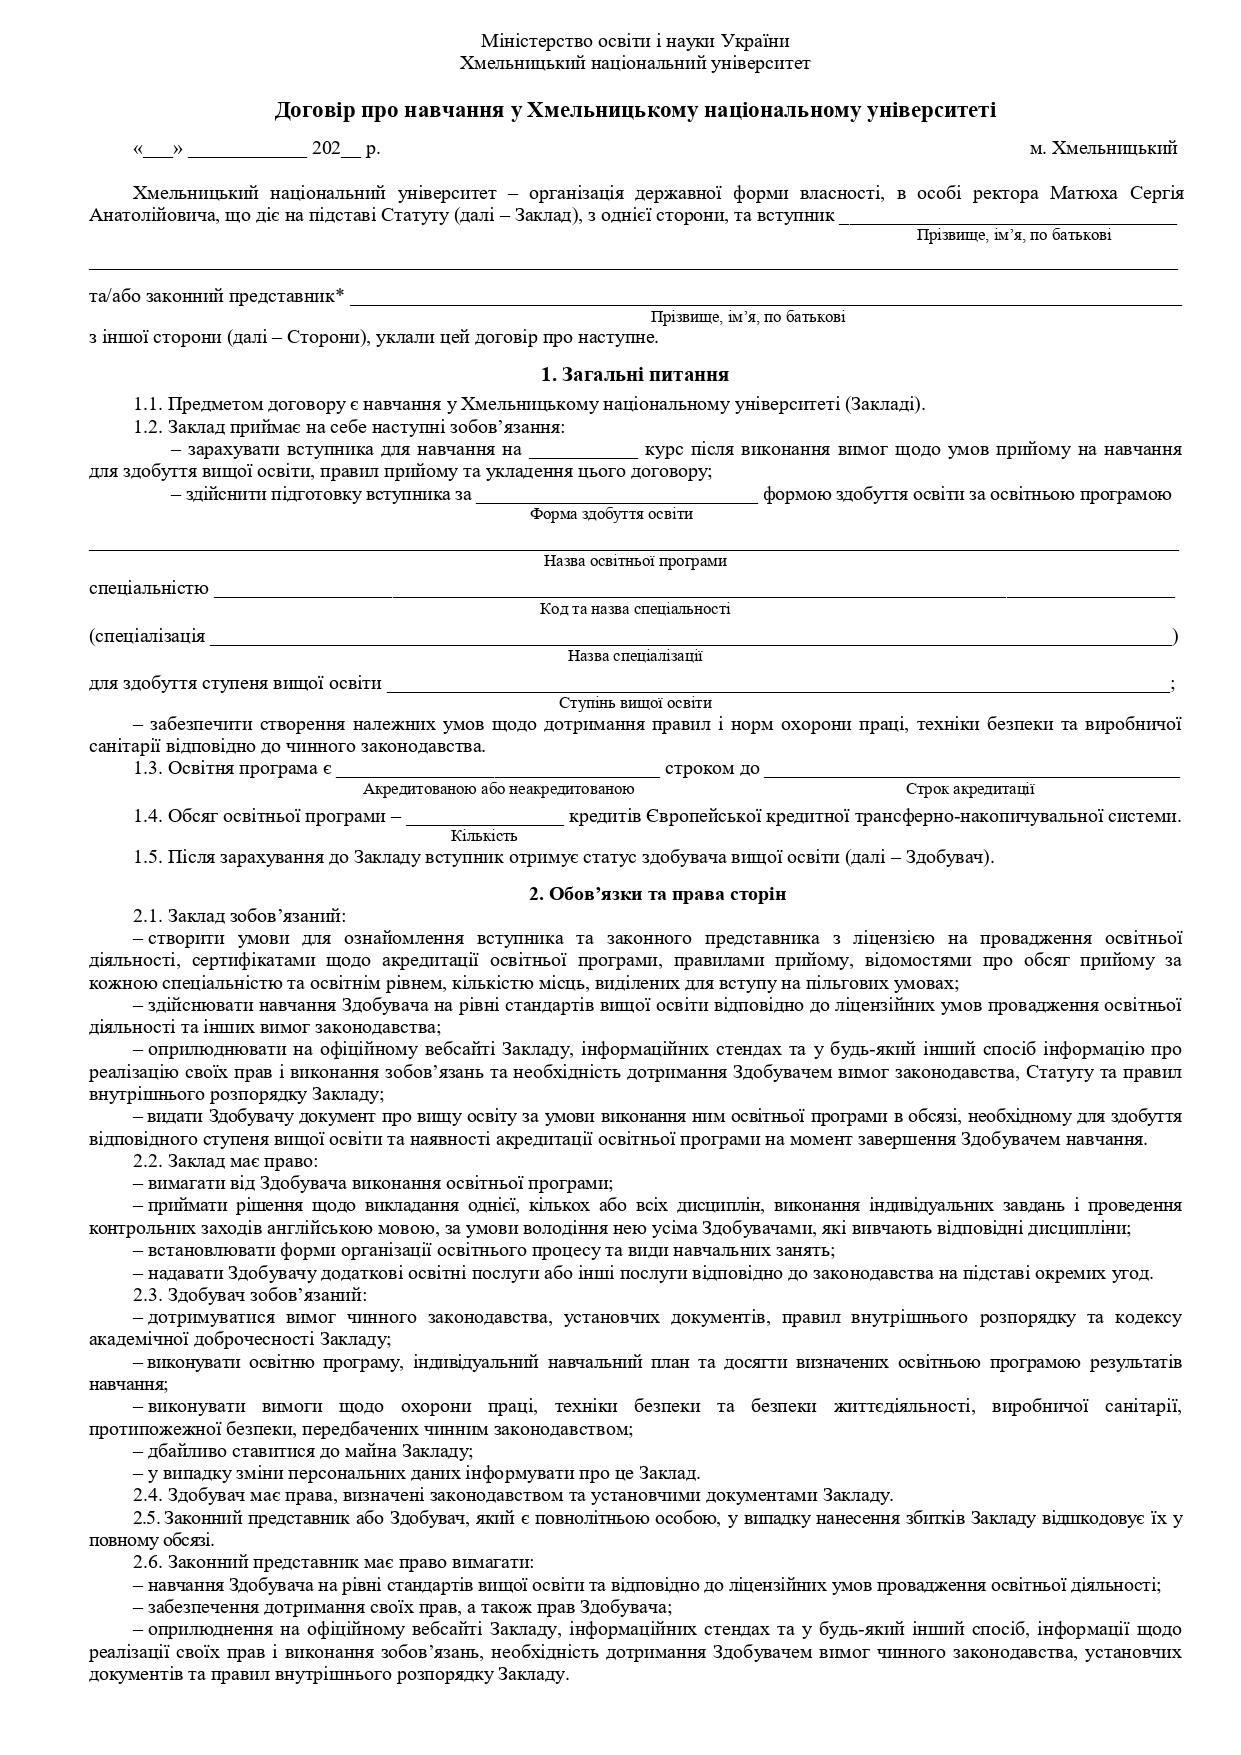 Міністерство освіти і науки України
Хмельницький національний університет
Договір про навчання у Хмельницькому національному університеті
«___» ____________ 202__ р. м. Хмельницький
Хмельницький національний університет – організація державної форми власності, в особі ректора Матюха Сергія
Анатолійовича, що діє на підставі Статуту (далі – Заклад), з однієї сторони, та вступник __________________________________
Прізвище, ім’я, по батькові
______________________________________________________________________________________________________________
та/або законний представник* ____________________________________________________________________________________
Прізвище, ім’я, по батькові
з іншої сторони (далі – Сторони), уклали цей договір про наступне.
1. Загальні питання
1.1. Предметом договору є навчання у Хмельницькому національному університеті (Закладі).
1.2. Заклад приймає на себе наступні зобов’язання:
– зарахувати вступника для навчання на ___________ курс після виконання вимог щодо умов прийому на навчання
для здобуття вищої освіти, правил прийому та укладення цього договору;
– здійснити підготовку вступника за ____________________________ формою здобуття освіти за освітньою програмою
Форма здобуття освіти
______________________________________________________________________________________________________________
Назва освітньої програми
спеціальністю _________________________________________________________________________________________________
Код та назва спеціальності
(спеціалізація _________________________________________________________________________________________________)
Назва спеціалізації
для здобуття ступеня вищої освіти _______________________________________________________________________________;
Ступінь вищої освіти
– забезпечити створення належних умов щодо дотримання правил і норм охорони праці, техніки безпеки та виробничої
санітарії відповідно до чинного законодавства.
1.3. Освітня програма є ________________________________ строком до __________________________________________
Акредитованою або неакредитованою Строк акредитації
1.4. Обсяг освітньої програми – ________________ кредитів Європейської кредитної трансферно-накопичувальної системи.
Кількість
1.5. Після зарахування до Закладу вступник отримує статус здобувача вищої освіти (далі – Здобувач).
2. Обов’язки та права сторін
2.1. Заклад зобов’язаний:
– створити умови для ознайомлення вступника та законного представника з ліцензією на провадження освітньої
діяльності, сертифікатами щодо акредитації освітньої програми, правилами прийому, відомостями про обсяг прийому за
кожною спеціальністю та освітнім рівнем, кількістю місць, виділених для вступу на пільгових умовах;
– здійснювати навчання Здобувача на рівні стандартів вищої освіти відповідно до ліцензійних умов провадження освітньої
діяльності та інших вимог законодавства;
– оприлюднювати на офіційному вебсайті Закладу, інформаційних стендах та у будь-який інший спосіб інформацію про
реалізацію своїх прав і виконання зобов’язань та необхідність дотримання Здобувачем вимог законодавства, Статуту та правил
внутрішнього розпорядку Закладу;
– видати Здобувачу документ про вищу освіту за умови виконання ним освітньої програми в обсязі, необхідному для здобуття
відповідного ступеня вищої освіти та наявності акредитації освітньої програми на момент завершення Здобувачем навчання.
2.2. Заклад має право:
– вимагати від Здобувача виконання освітньої програми;
– приймати рішення щодо викладання однієї, кількох або всіх дисциплін, виконання індивідуальних завдань і проведення
контрольних заходів англійською мовою, за умови володіння нею усіма Здобувачами, які вивчають відповідні дисципліни;
– встановлювати форми організації освітнього процесу та види навчальних занять;
– надавати Здобувачу додаткові освітні послуги або інші послуги відповідно до законодавства на підставі окремих угод.
2.3. Здобувач зобов’язаний:
– дотримуватися вимог чинного законодавства, установчих документів, правил внутрішнього розпорядку та кодексу
академічної доброчесності Закладу;
– виконувати освітню програму, індивідуальний навчальний план та досягти визначених освітньою програмою результатів
навчання;
– виконувати вимоги щодо охорони праці, техніки безпеки та безпеки життєдіяльності, виробничої санітарії,
протипожежної безпеки, передбачених чинним законодавством;
– дбайливо ставитися до майна Закладу;
– у випадку зміни персональних даних інформувати про це Заклад.
2.4. Здобувач має права, визначені законодавством та установчими документами Закладу.
2.5. Законний представник або Здобувач, який є повнолітньою особою, у випадку нанесення збитків Закладу відшкодовує їх у
повному обсязі.
2.6. Законний представник має право вимагати:
– навчання Здобувача на рівні стандартів вищої освіти та відповідно до ліцензійних умов провадження освітньої діяльності;
– забезпечення дотримання своїх прав, а також прав Здобувача;
– оприлюднення на офіційному вебсайті Закладу, інформаційних стендах та у будь-який інший спосіб, інформації щодо
реалізації своїх прав і виконання зобов’язань, необхідність дотримання Здобувачем вимог чинного законодавства, установчих
документів та правил внутрішнього розпорядку Закладу.